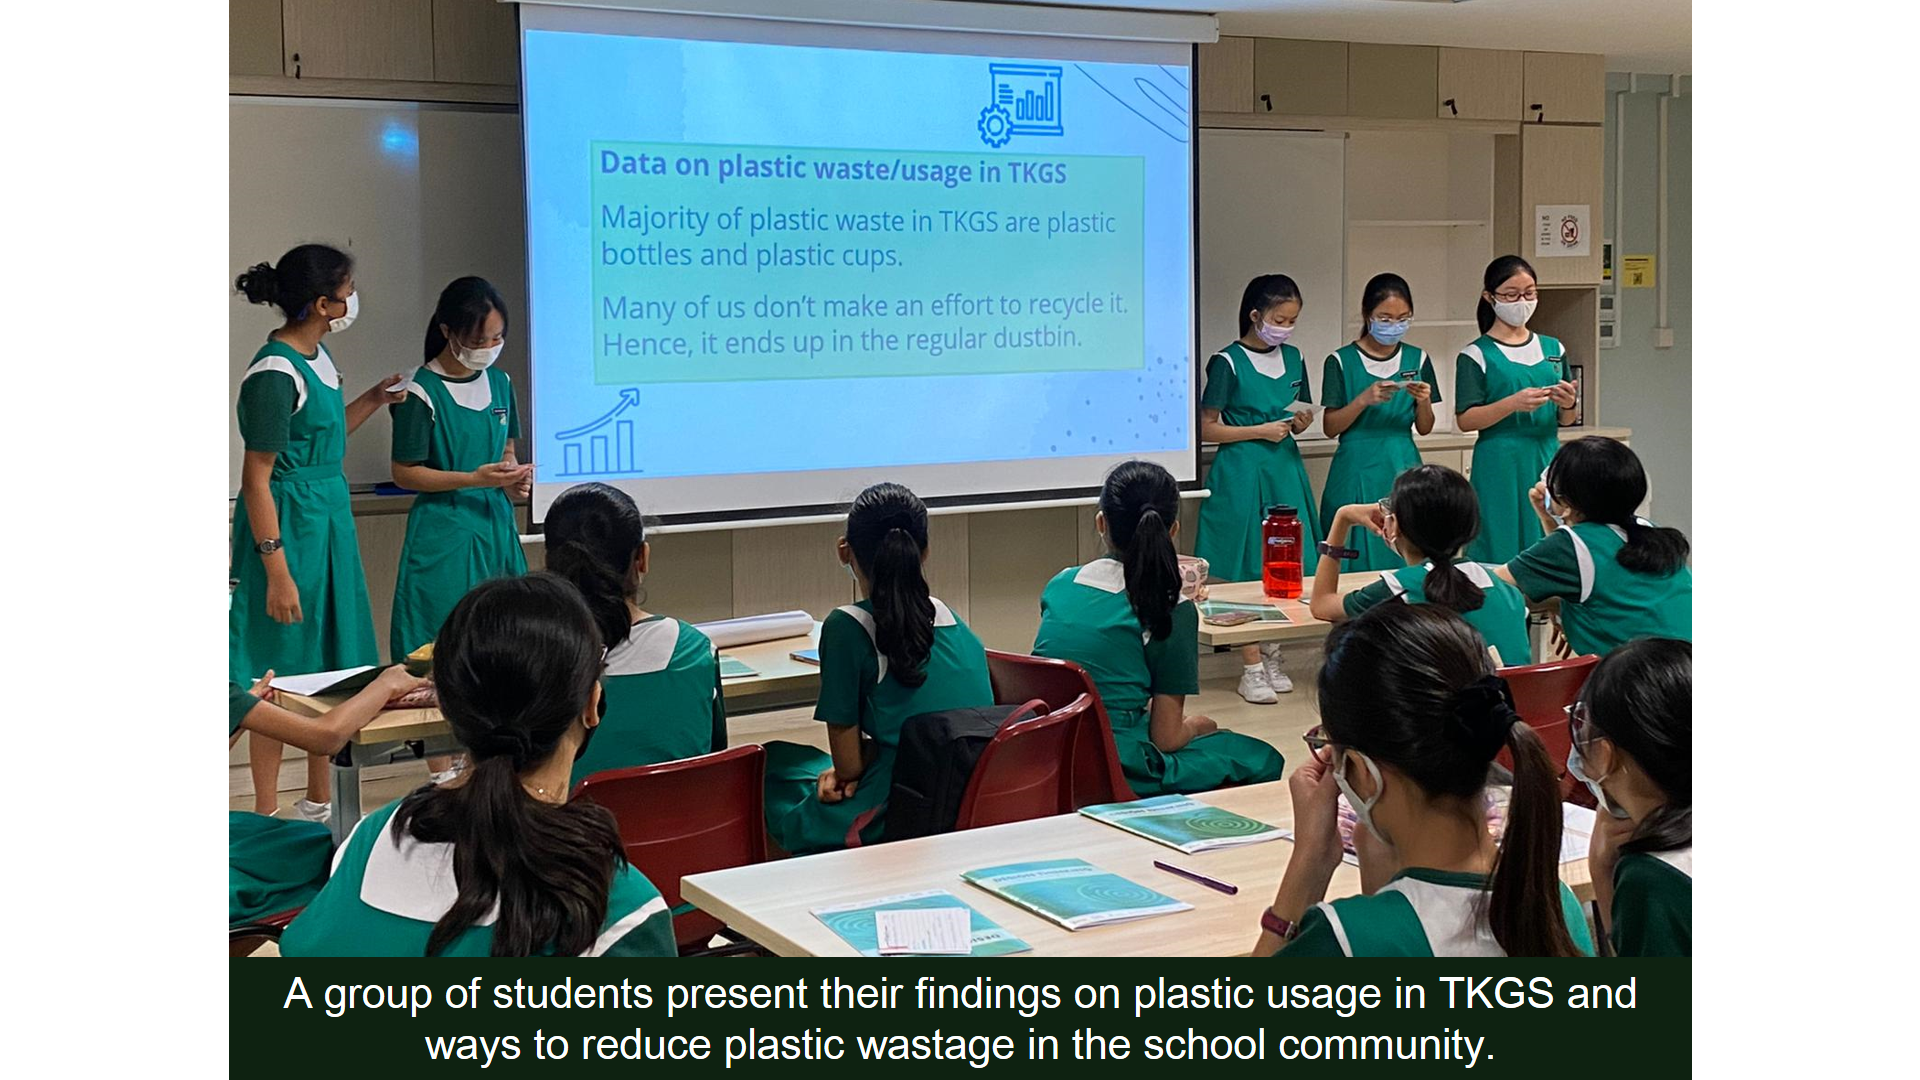 Data on plastic waste/usage in TKGS
Majority of plastic waste in TKGS are plastic
bottles and plastic cups.
Many of us don't make an effort to recycle it.
Hence, it ends up in the regular dustbin.
A group of students present their findings on plastic usage in TKGS and
ways to reduce plastic wastage in the school community.